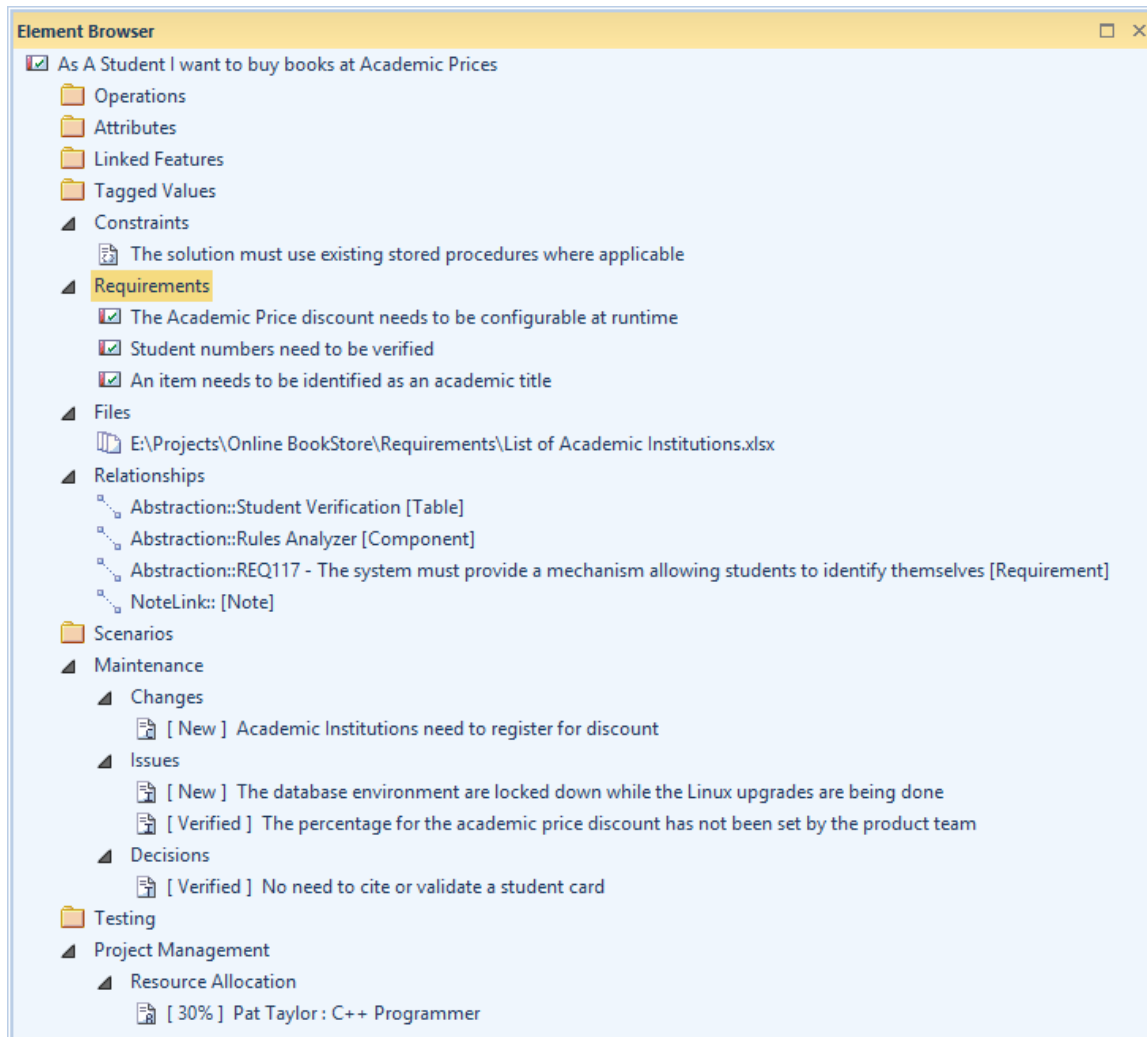 Element Browser
As A Student I want to buy books at Academic Prices
Operations
Attributes
Linked Features
Tagged Values
Constraints
The solution must use existing stored procedures where applicable
Requirements
The Academic Price discount needs to be configurable at runtime
Student numbers need to be verified
An item needs to be identified as an academic title
Files
E:\Projects\Online BookStore\Requirements\List of Academic Institutions.xlsx
Relationships
Abstraction::Student Verification [Table]
Abstraction::Rules Analyzer [Component]
Abstraction::REQ117 - The system must provide a mechanism allowing students to identify themselves [Requirement]
NoteLink:: [Note]
Scenarios
Maintenance
Changes
[ New ] Academic Institutions need to register for discount
Issues
[ New ] The database environment are locked down while the Linux upgrades are being done
[ Verified ] The percentage for the academic price discount has not been set by the product team
Decisions
[ Verified ] No need to cite or validate a student card
Testing
Project Management
Resource Allocation
[ 30% ] Pat Taylor : C++ Programmer